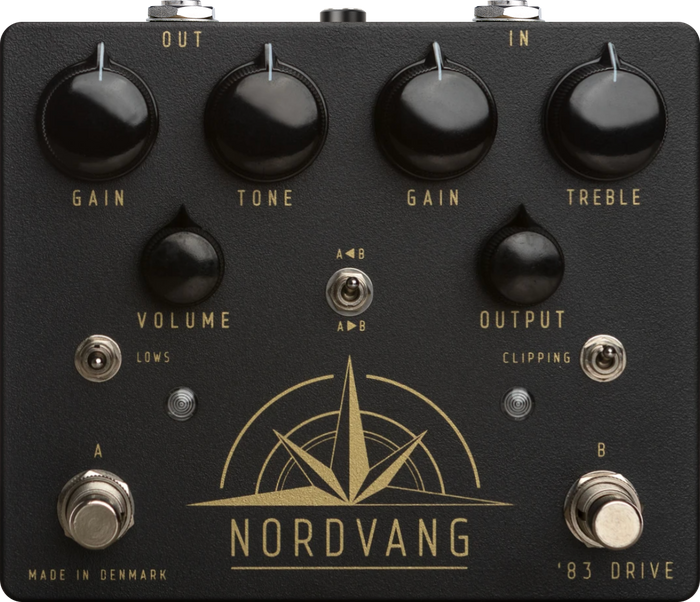 OUT IN
GAIN TONE GAIN TREBLE
A◀B
VOLUME A▶B OUTPUT
LOWS CLIPPING
A B
NORDVANG
MADE IN DENMARK '83 DRIVE